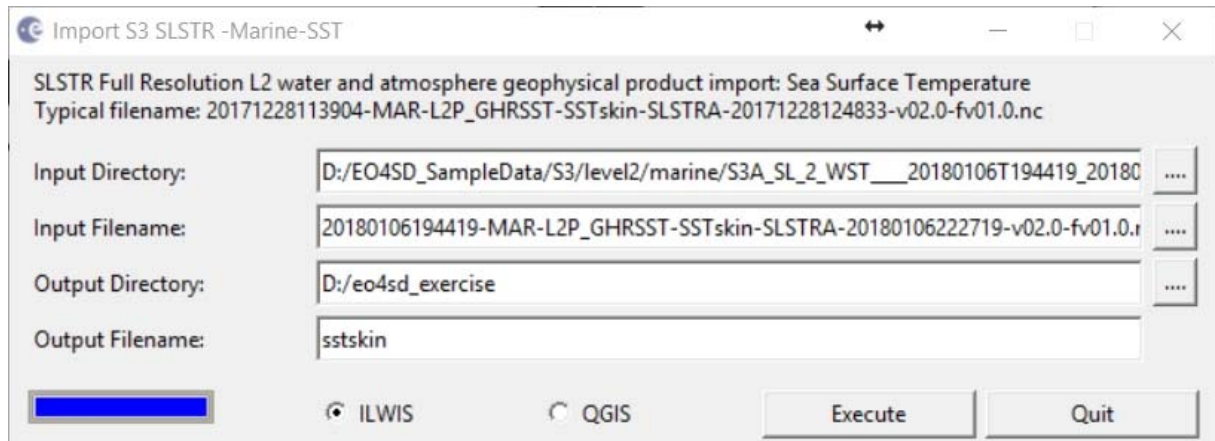 Import S3 SLSTR -Marine-SST
SLSTR Full Resolution L2 water and atmosphere geophysical product import: Sea Surface Temperature
Typical filename: 20171228113904-MAR-L2P_GHRSST-SSTskin-SLSTRA-20171228124833-v02.0-fv01.0.nc
Input Directory: D:/EO4SD_SampleData/S3/level2/marine/S3A_SL_2_WST____20180106T194419_20180 ....
Input Filename: 20180106194419-MAR-L2P_GHRSST-SSTskin-SLSTRA-20180106222719-v02.0-fv01.0.n ....
Output Directory: D:/eo4sd_exercise ....
Output Filename: sstskin
ILWIS QGIS Execute Quit